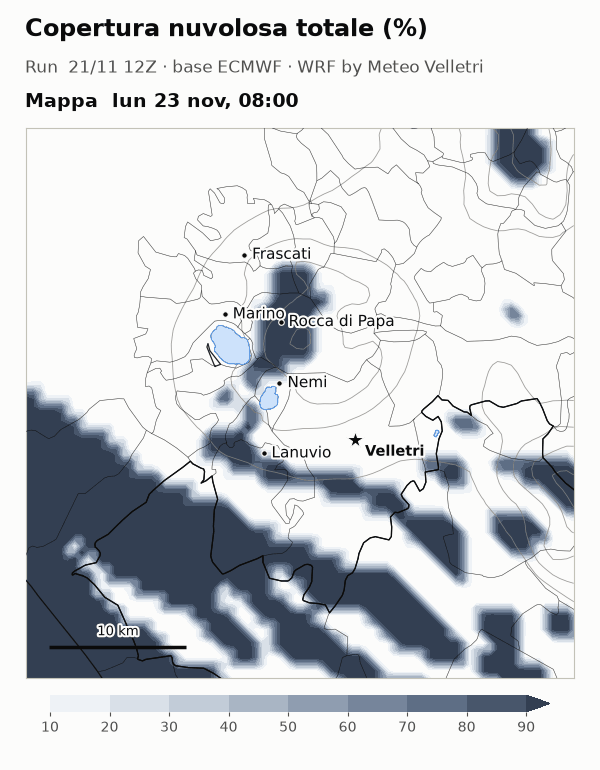 Copertura nuvolosa totale (%)
Run  21/11 12Z · base ECMWF · WRF by Meteo Velletri
Mappa  lun 23 nov, 08:00
Frascati
Marino
Rocca di Papa
Nemi
Velletri
Lanuvio
10 km
10 20 30 40 50 60 70 80 90